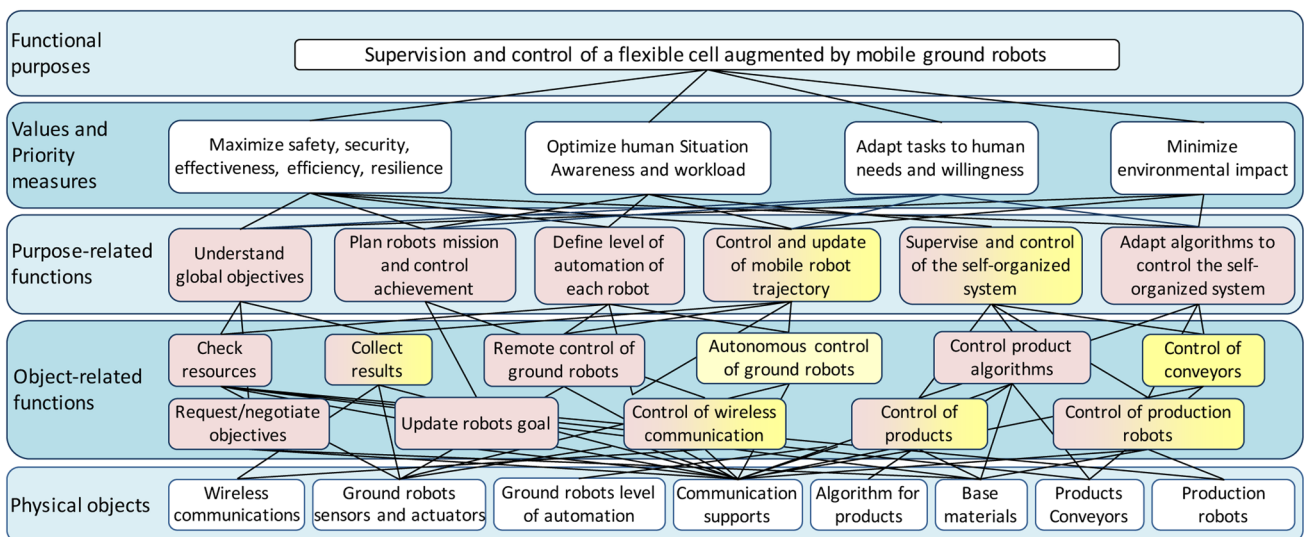 Functional
purposes
Supervision and control of a flexible cell augmented by mobile ground robots
Values and
Priority
measures
Maximize safety, security,
effectiveness, efficiency, resilience
Optimize human Situation
Awareness and workload
Adapt tasks to human
needs and willingness
Minimize
environmental impact
Purpose-related
functions
Understand
global objectives
Plan robots mission
and control
achievement
Define level of
automation of
each robot
Control and update
of mobile robot
trajectory
Supervise and control
of the self-organized
system
Adapt algorithms to
control the self-
organized system
Object-related
functions
Check
resources
Collect
results
Remote control of
ground robots
Autonomous control
of ground robots
Control product
algorithms
Control of
conveyors
Request/negotiate
objectives
Update robots goal
Control of wireless
communication
Control of
products
Control of production
robots
Physical objects
Wireless
communications
Ground robots
sensors and actuators
Ground robots level
of automation
Communication
supports
Algorithm for
products
Base
materials
Products
Conveyors
Production
robots